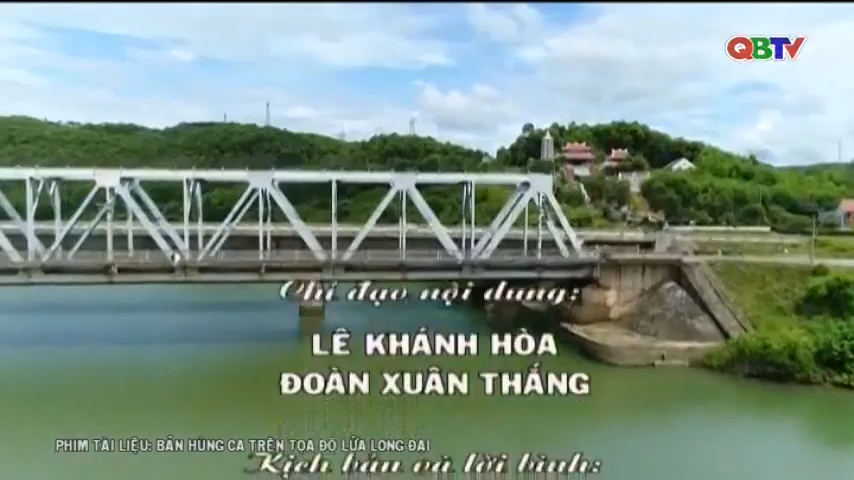 QBTV
Chỉ đạo nội dung:
LÊ KHÁNH HÒA
ĐOÀN XUÂN THẮNG
PHIM TÀI LIỆU: BẢN HÙNG CA TRÊN TỌA ĐỘ LỬA LONG ĐẠI
Kịch bản và lời bình: